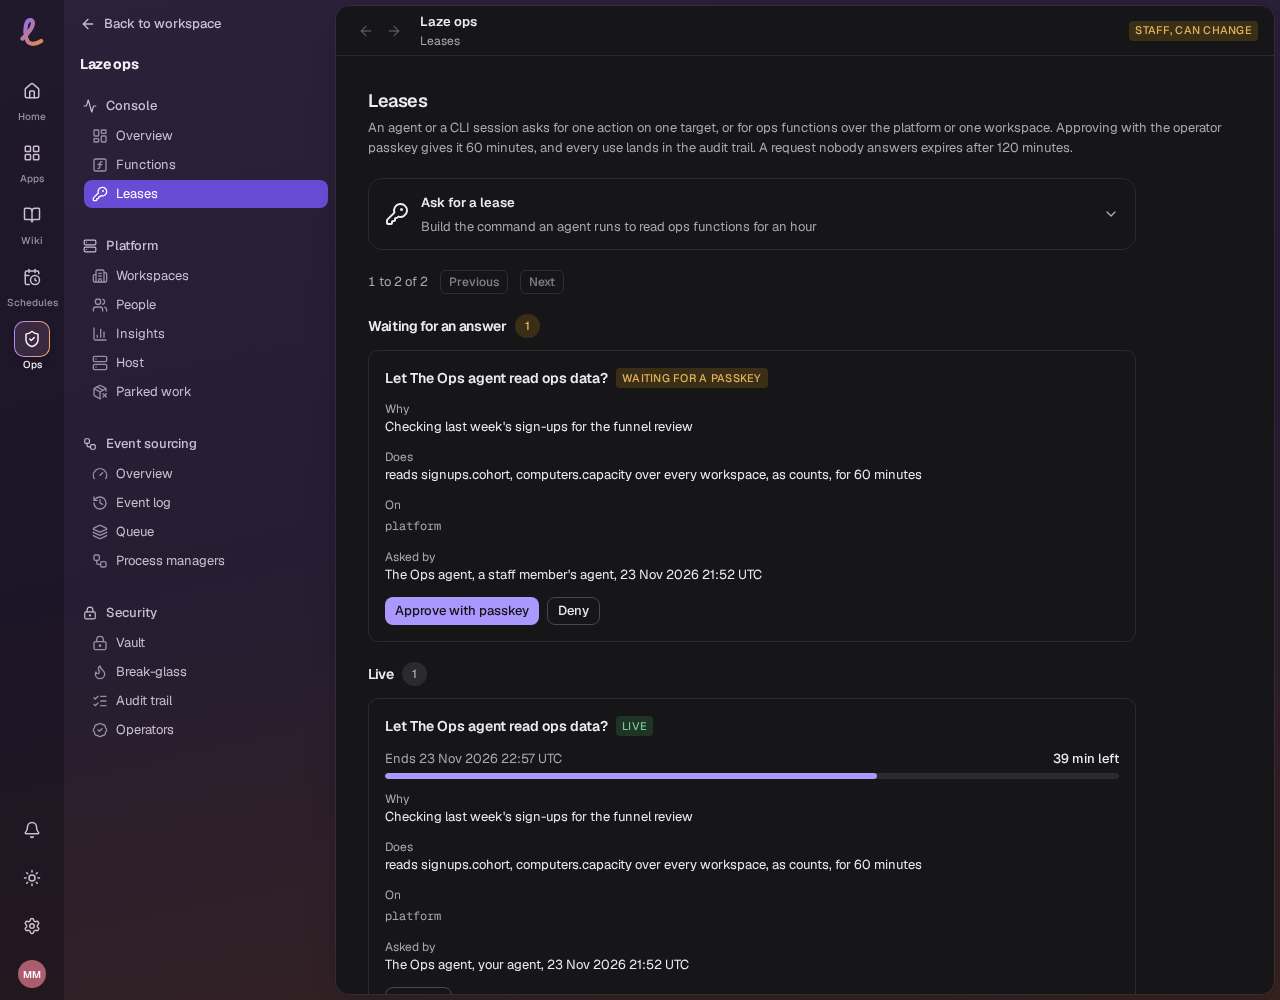 Back to workspace
Laze ops
Console
Overview
Functions
Leases
Platform
Workspaces
People
Insights
Host
Parked work
Event sourcing
Overview
Event log
Queue
Process managers
Security
Vault
Break-glass
Audit trail
Operators
Home
Apps
Wiki
Schedules
Ops
MM
Laze ops
Leases
STAFF, CAN CHANGE
Leases
An agent or a CLI session asks for one action on one target, or for ops functions over the platform or one workspace. Approving with the operator
passkey gives it 60 minutes, and every use lands in the audit trail. A request nobody answers expires after 120 minutes.
Ask for a lease
Build the command an agent runs to read ops functions for an hour
1 to 2 of 2 Previous Next
Waiting for an answer 1
Let The Ops agent read ops data? WAITING FOR A PASSKEY
Why
Checking last week's sign-ups for the funnel review
Does
reads signups.cohort, computers.capacity over every workspace, as counts, for 60 minutes
On
platform
Asked by
The Ops agent, a staff member's agent, 23 Nov 2026 21:52 UTC
Approve with passkey Deny
Live 1
Let The Ops agent read ops data? LIVE
Ends 23 Nov 2026 22:57 UTC 39 min left
Why
Checking last week's sign-ups for the funnel review
Does
reads signups.cohort, computers.capacity over every workspace, as counts, for 60 minutes
On
platform
Asked by
The Ops agent, your agent, 23 Nov 2026 21:52 UTC